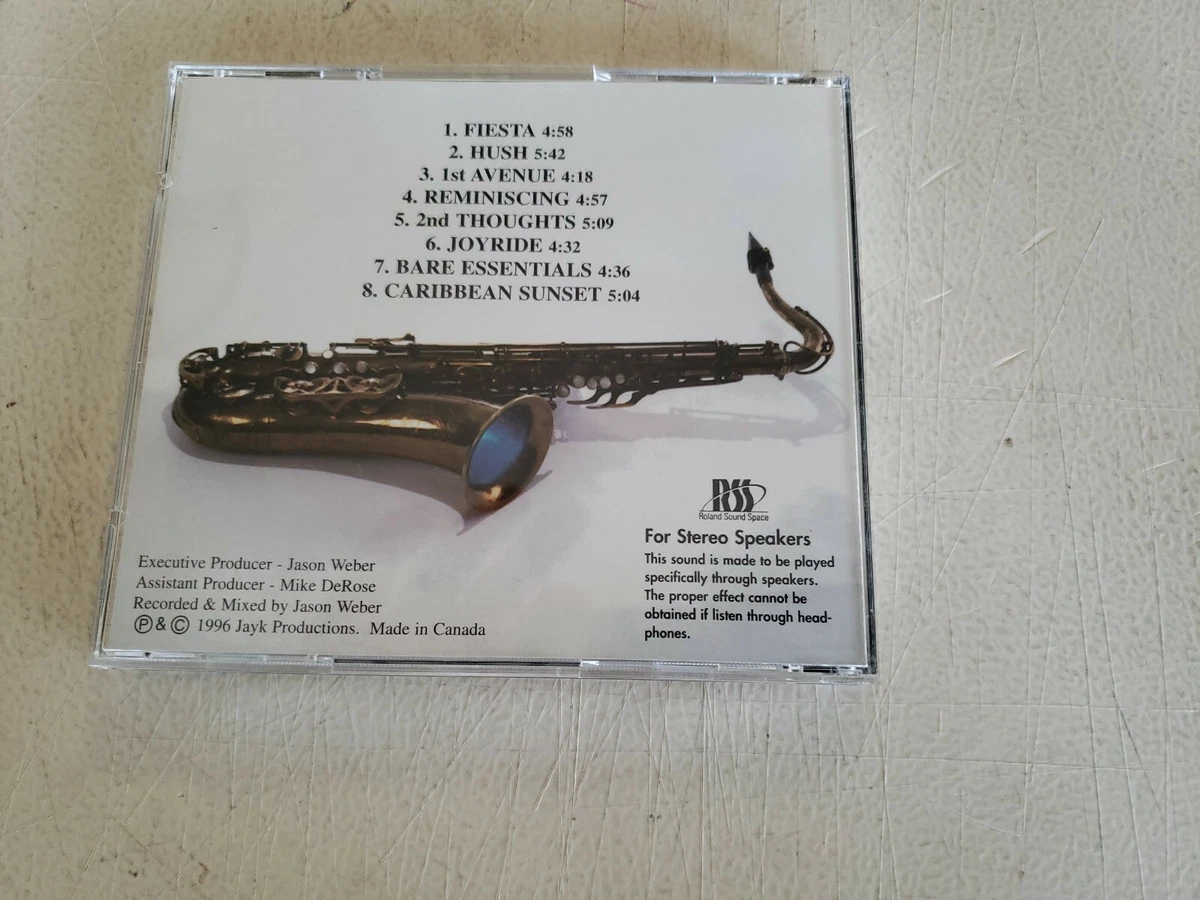 1. FIESTA 4:58
2. HUSH 5:42
3. 1st AVENUE 4:18
4. REMINISCING 4:57
5. 2nd THOUGHTS 5:09
6. JOYRIDE 4:32
7. BARE ESSENTIALS 4:36
8. CARIBBEAN SUNSET 5:04
RSS
Roland Sound Space
For Stereo Speakers
This sound is made to be played
specifically through speakers.
The proper effect cannot be
obtained if listen through head-
phones.
Executive Producer - Jason Weber
Assistant Producer - Mike DeRose
Recorded & Mixed by Jason Weber
Ⓟ & © 1996 Jayk Productions. Made in Canada